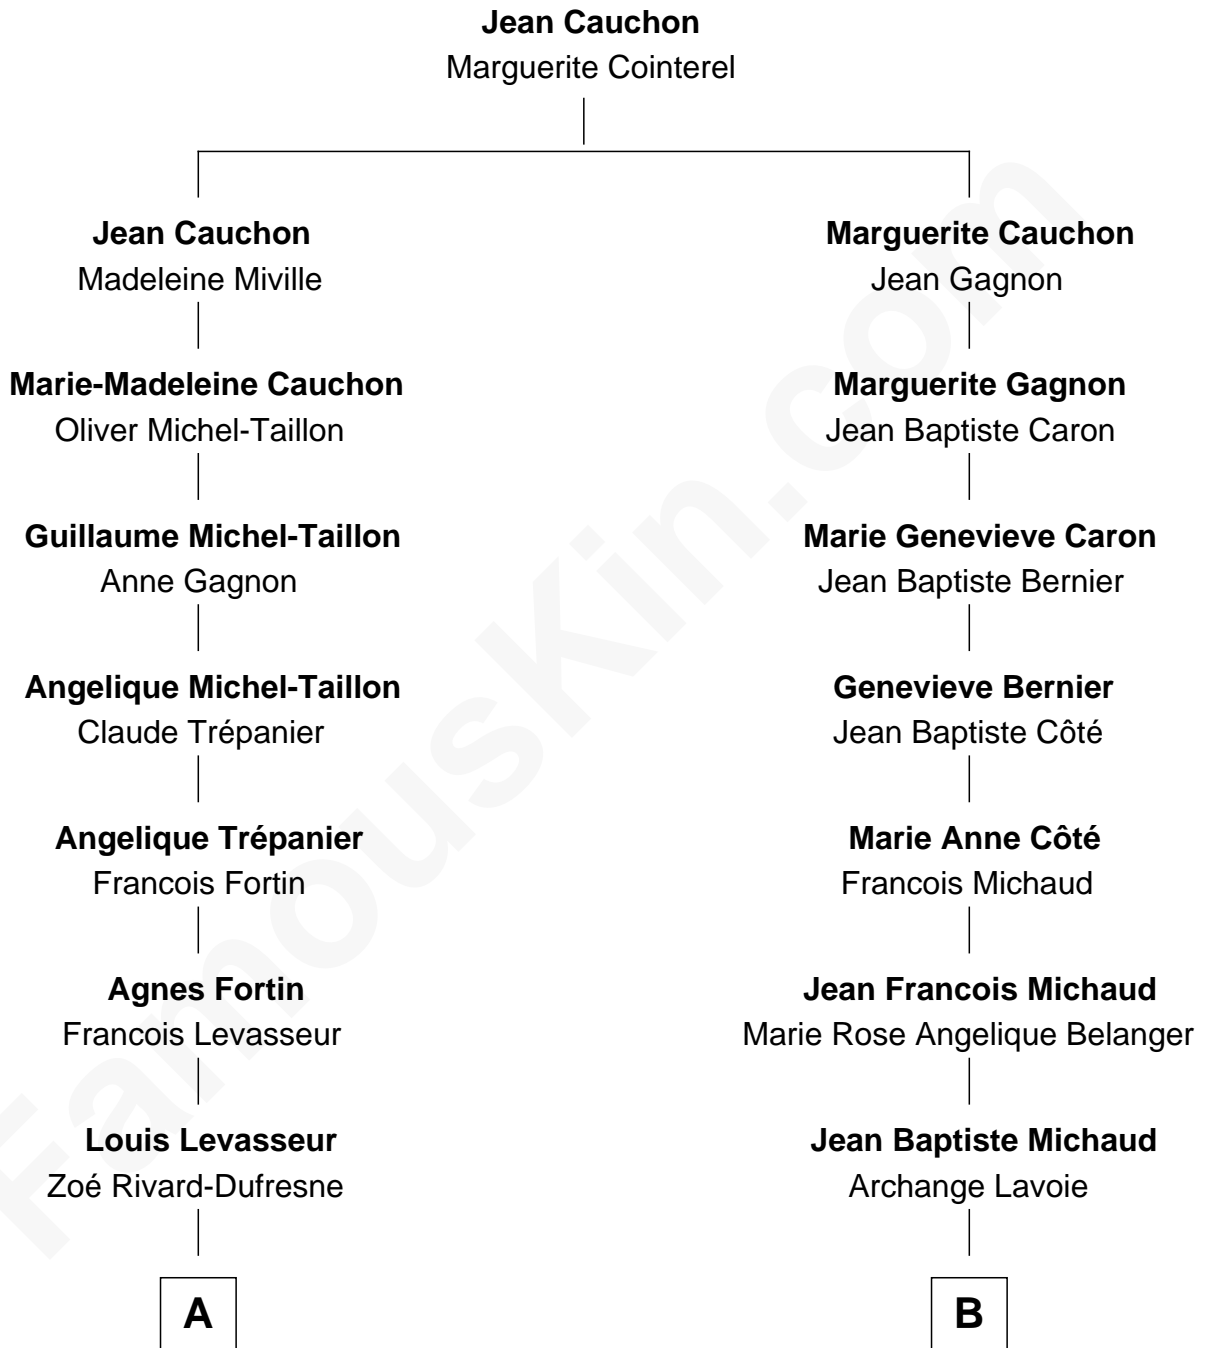 Jean Cauchon
Marguerite Cointerel
Jean Cauchon
Madeleine Miville
Marguerite Cauchon
Jean Gagnon
Marie-Madeleine Cauchon
Oliver Michel-Taillon
Marguerite Gagnon
Jean Baptiste Caron
Guillaume Michel-Taillon
Anne Gagnon
Marie Genevieve Caron
Jean Baptiste Bernier
Angelique Michel-Taillon
Claude Trépanier
Genevieve Bernier
Jean Baptiste Côté
Angelique Trépanier
Francois Fortin
Marie Anne Côté
Francois Michaud
Agnes Fortin
Francois Levasseur
Jean Francois Michaud
Marie Rose Angelique Belanger
Louis Levasseur
Zoé Rivard-Dufresne
Jean Baptiste Michaud
Archange Lavoie
A
B
FamousKin.com